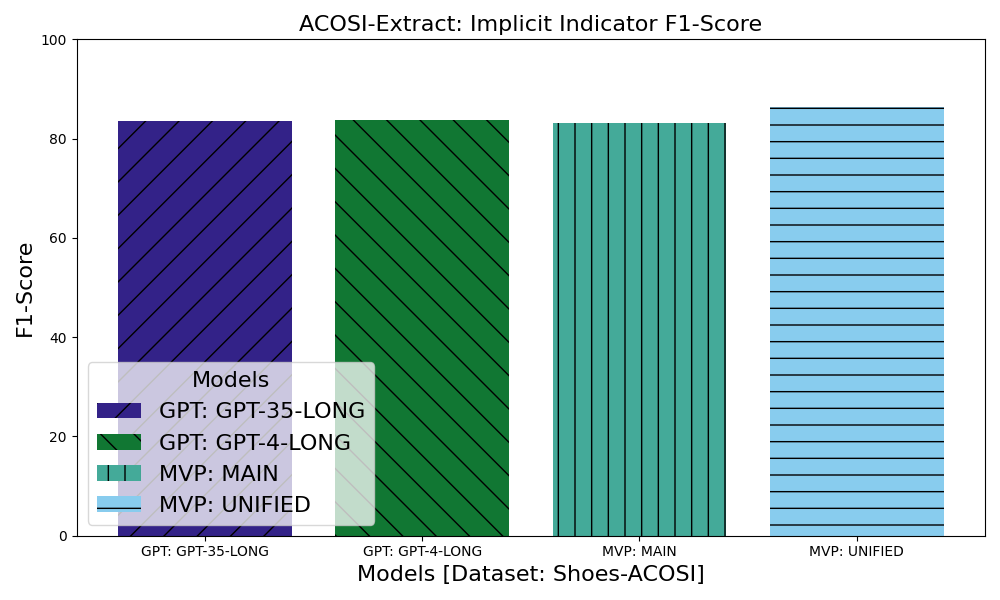 ACOSI-Extract: Implicit Indicator F1-Score
100
80
60
40
20
0
F1-Score
Models
GPT: GPT-35-LONG
GPT: GPT-4-LONG
MVP: MAIN
MVP: UNIFIED
GPT: GPT-35-LONG
GPT: GPT-4-LONG
MVP: MAIN
MVP: UNIFIED
Models [Dataset: Shoes-ACOSI]